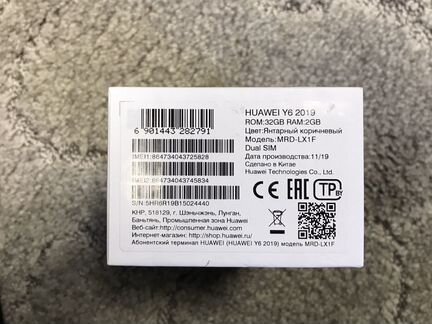 HUAWEI Y6 2019
ROM:32GB RAM:2GB
Цвет:Янтарный коричневый
Модель:MRD-LX1F
Dual SIM
Дата производства:11/19
Сделано в Китае
Huawei Technologies Co., Ltd.
6 901443 282791
IMEI1:864734043725828
IMEI2:864734043745834
S/N:5HR6R19B15024440
CE EAC TP BY
КНР, 518129, г. Шэньчжэнь, Лунган,
Баньтянь, Промышленная зона Huawei
Веб-сайт:http://consumer.huawei.com
Интернет-магазин: http://shop.huawei.ru/
Абонентский терминал HUAWEI (HUAWEI Y6 2019) модель MRD-LX1F